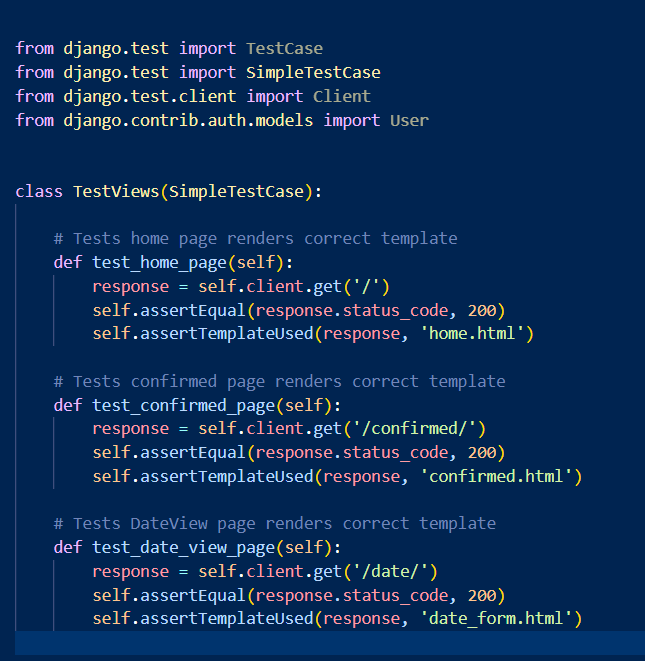 from django.test import TestCase
from django.test import SimpleTestCase
from django.test.client import Client
from django.contrib.auth.models import User
class TestViews(SimpleTestCase):
# Tests home page renders correct template
def test_home_page(self):
response = self.client.get('/')
self.assertEqual(response.status_code, 200)
self.assertTemplateUsed(response, 'home.html')
# Tests confirmed page renders correct template
def test_confirmed_page(self):
response = self.client.get('/confirmed/')
self.assertEqual(response.status_code, 200)
self.assertTemplateUsed(response, 'confirmed.html')
# Tests DateView page renders correct template
def test_date_view_page(self):
response = self.client.get('/date/')
self.assertEqual(response.status_code, 200)
self.assertTemplateUsed(response, 'date_form.html')